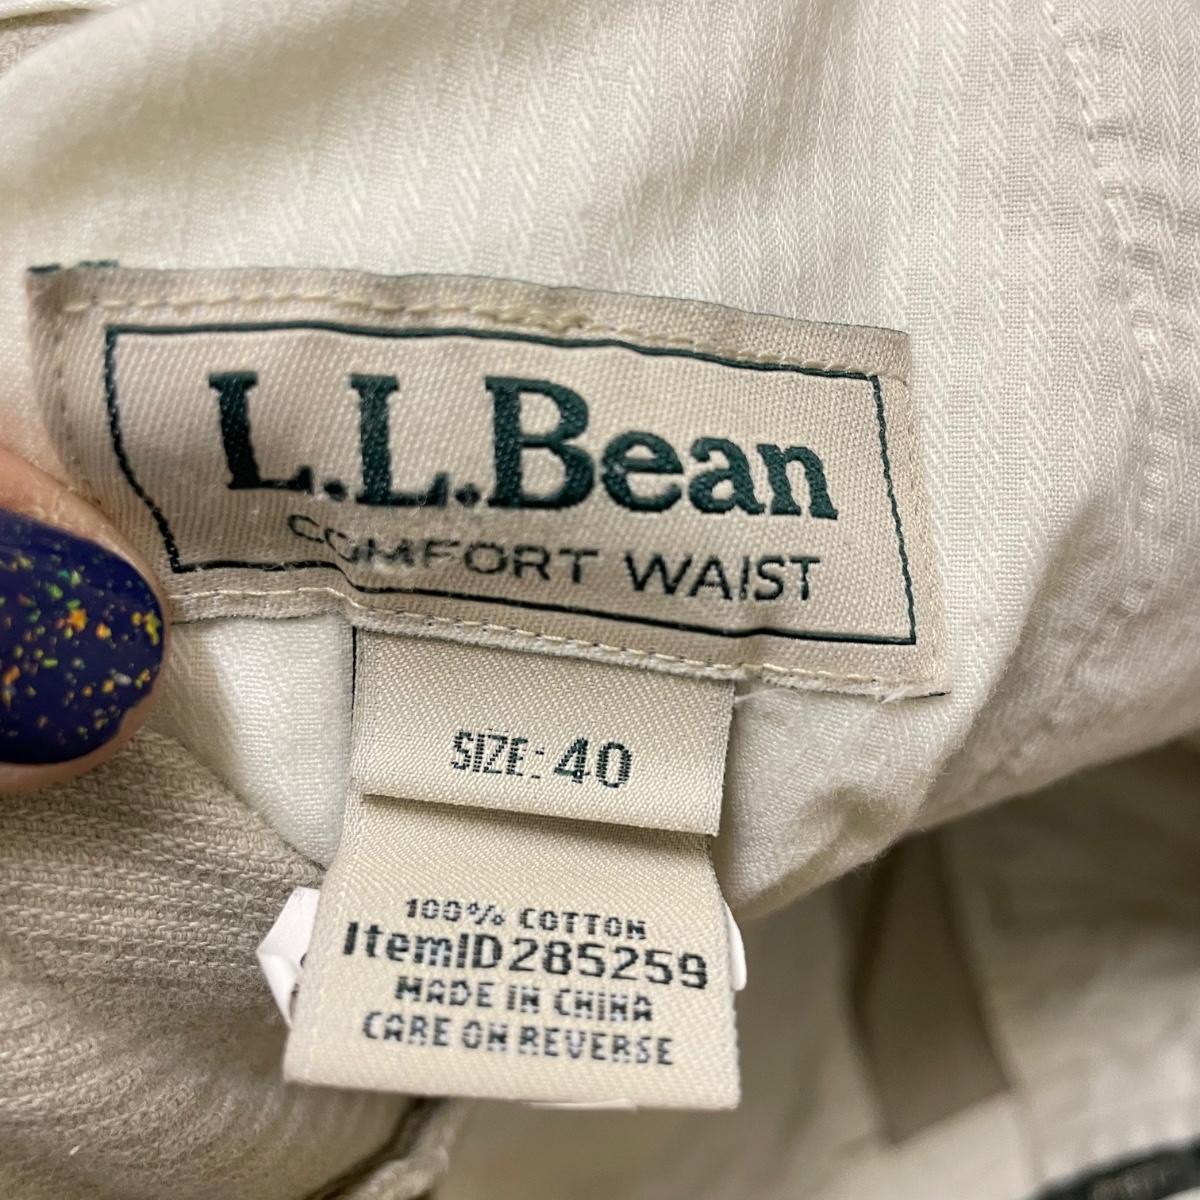 L.L.Bean
COMFORT WAIST
SIZE: 40
100% COTTON
ItemID285259
MADE IN CHINA
CARE ON REVERSE